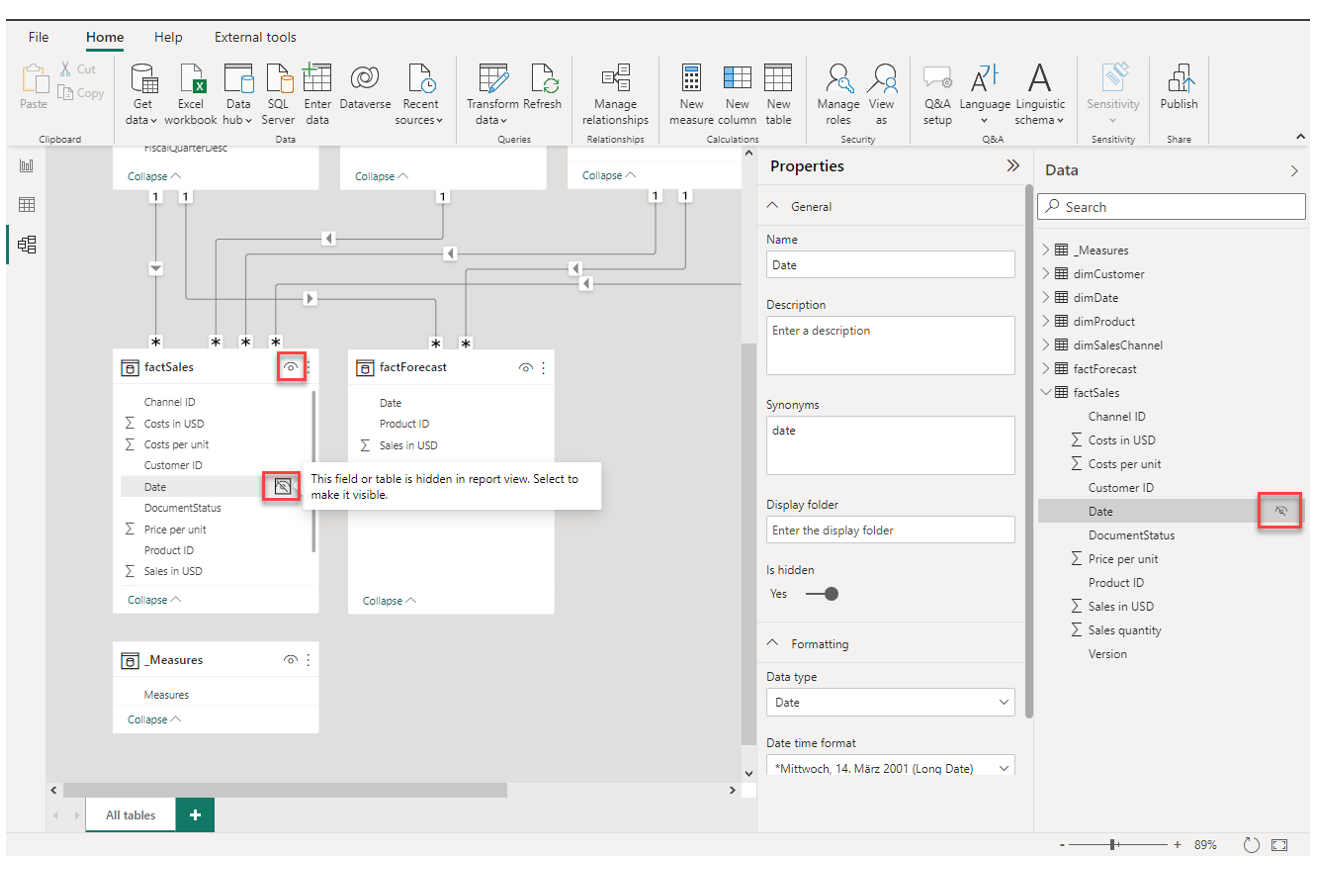 File Home Help External tools
Paste
Cut
Copy
Clipboard
Get data
Excel workbook
Data hub
SQL Server
Enter data
Dataverse
Recent sources
Data
Transform data
Refresh
Queries
Manage relationships
Relationships
New measure
New column
New table
Calculations
Manage roles
View as
Security
Q&A setup
Language
Linguistic schema
Q&A
Sensitivity
Sensitivity
Publish
Share
FiscalQuarterDesc
Collapse
Collapse
Collapse
1 1 1 1 1
* * * * * *
factSales
Channel ID
Σ Costs in USD
Σ Costs per unit
Customer ID
Date
DocumentStatus
Σ Price per unit
Product ID
Σ Sales in USD
Collapse
factForecast
Date
Product ID
Σ Sales in USD
Collapse
This field or table is hidden in report view. Select to
make it visible.
_Measures
Measures
Collapse
All tables +
Properties
General
Name
Date
Description
Enter a description
Synonyms
date
Display folder
Enter the display folder
Is hidden
Yes
Formatting
Data type
Date
Date time format
*Mittwoch, 14. März 2001 (Long Date)
Data
Search
_Measures
dimCustomer
dimDate
dimProduct
dimSalesChannel
factForecast
factSales
Channel ID
Σ Costs in USD
Σ Costs per unit
Customer ID
Date
DocumentStatus
Σ Price per unit
Product ID
Σ Sales in USD
Σ Sales quantity
Version
- + 89%